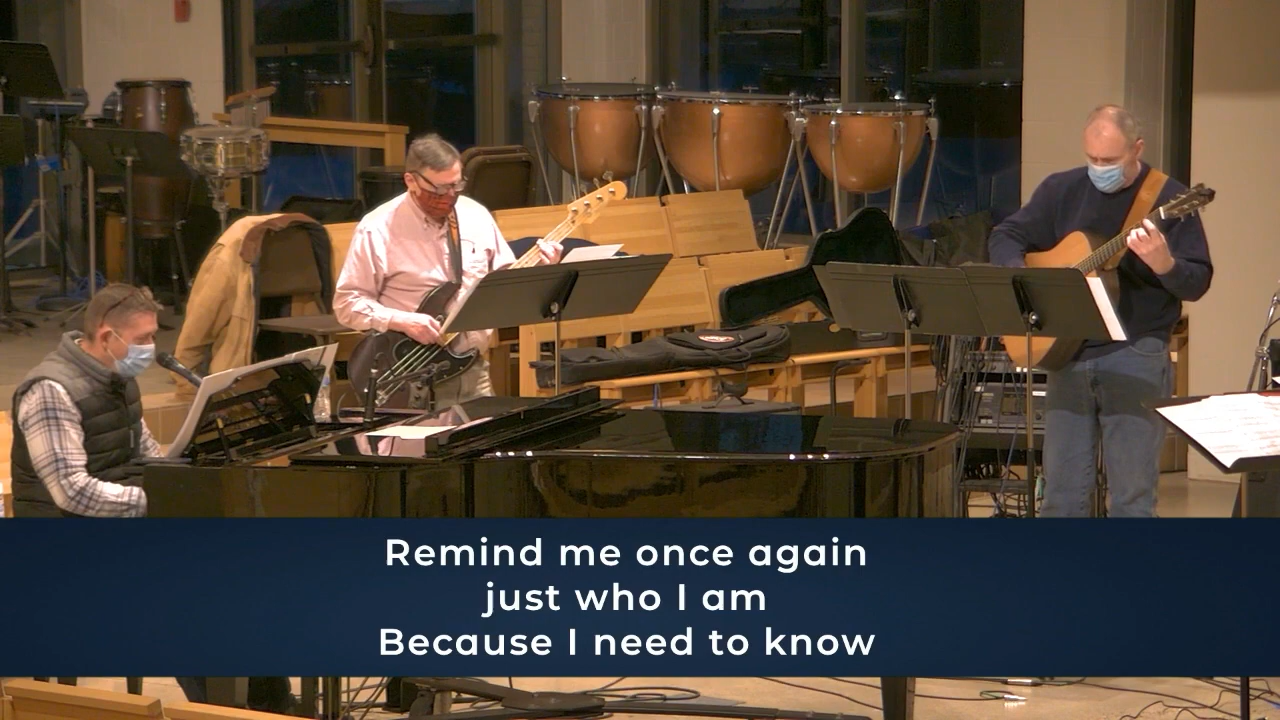 Remind me once again
just who I am
Because I need to know